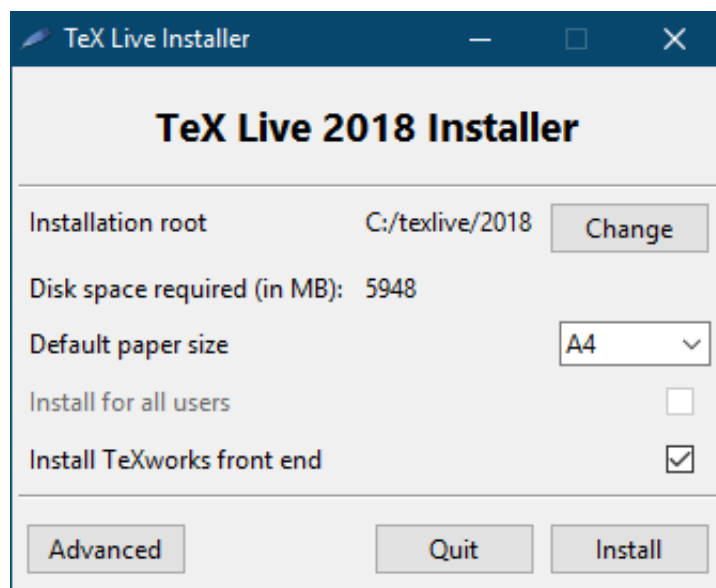 TeX Live Installer
TeX Live 2018 Installer
Installation root C:/texlive/2018 Change
Disk space required (in MB): 5948
Default paper size A4
Install for all users
Install TeXworks front end
Advanced Quit Install